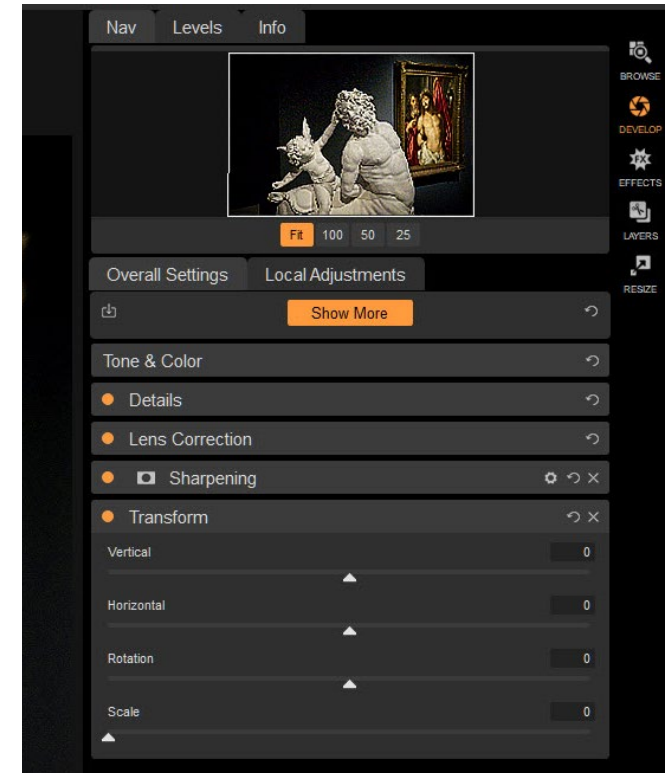 Nav Levels Info
BROWSE
DEVELOP
FX
EFFECTS
LAYERS
RESIZE
Fit 100 50 25
Overall Settings Local Adjustments
Show More
Tone & Color
Details
Lens Correction
Sharpening
Transform
Vertical 0
Horizontal 0
Rotation 0
Scale 0